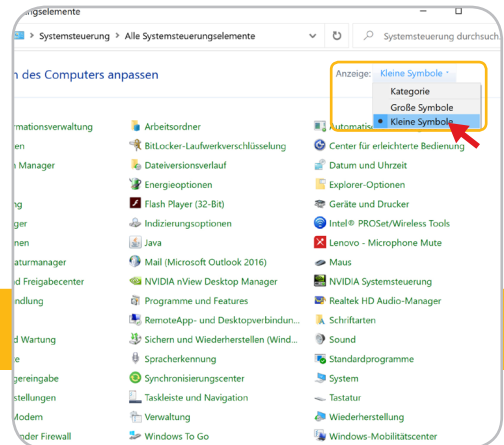 ngselemente
Systemsteuerung > Alle Systemsteuerungselemente
Systemsteuerung durchsuch
n des Computers anpassen
Anzeige: Kleine Symbole
Kategorie
Große Symbole
Kleine Symbole
rmationsverwaltung
Arbeitsordner
Automatis
en
BitLocker-Laufwerkverschlüsselung
Center für erleichterte Bedienung
n Manager
Dateiversionsverlauf
Datum und Uhrzeit
Energieoptionen
Explorer-Optionen
ng
Flash Player (32-Bit)
Geräte und Drucker
ger
Indizierungsoptionen
Intel® PROSet/Wireless Tools
nen
Java
Lenovo - Microphone Mute
aturmanager
Mail (Microsoft Outlook 2016)
Maus
d Freigabecenter
NVIDIA nView Desktop Manager
NVIDIA Systemsteuerung
ndlung
Programme und Features
Realtek HD Audio-Manager
RemoteApp- und Desktopverbindun...
Schriftarten
d Wartung
Sichern und Wiederherstellen (Wind...
Sound
e
Spracherkennung
Standardprogramme
gereingabe
Synchronisierungscenter
System
stellungen
Taskleiste und Navigation
Tastatur
Modem
Verwaltung
Wiederherstellung
nder Firewall
Windows To Go
Windows-Mobilitätscenter